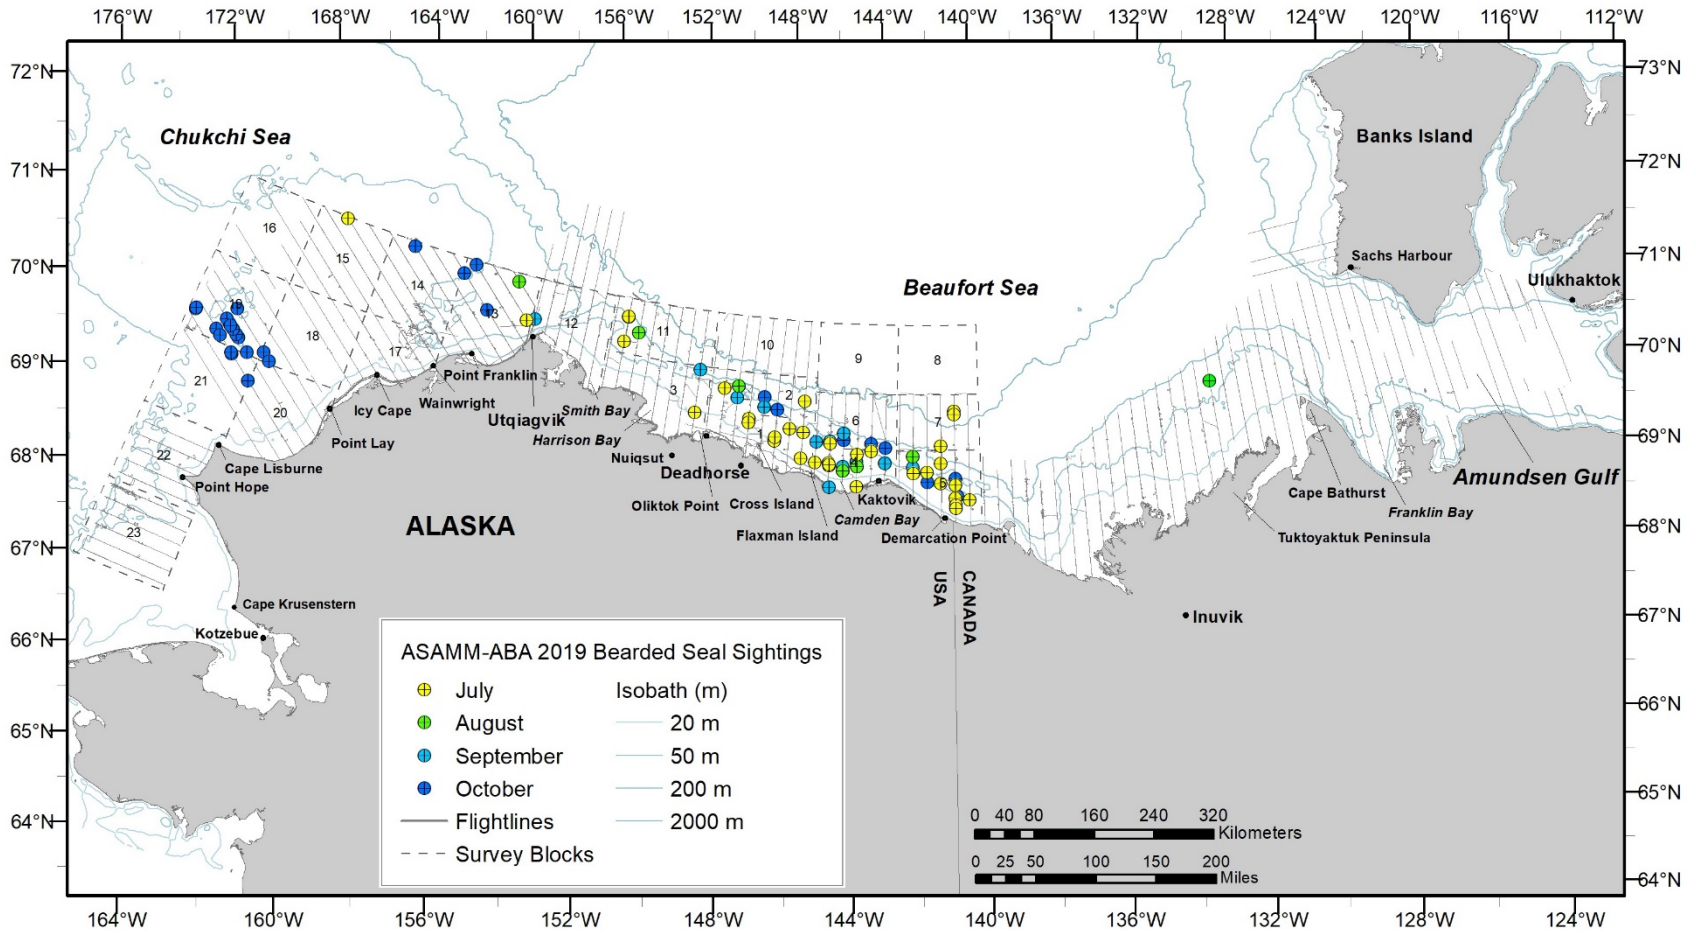 176°W 172°W 168°W 164°W 160°W 156°W 152°W 148°W 144°W 140°W 136°W 132°W 128°W 124°W 120°W 116°W 112°W
72°N
73°N
Chukchi Sea
Banks Island
71°N
72°N
16
15
70°N
Sachs Harbour
71°N
14
Beaufort Sea
Ulukhaktok
19
13
12
11
18
10
9
8
69°N
17
70°N
Point Franklin
21
Icy Cape
Wainwright
3
2
20
Utqiagvik
Smith Bay
6
7
Point Lay
Harrison Bay
1
69°N
68°N
22
Cape Lisburne
Nuiqsut
Deadhorse
4
Amundsen Gulf
Point Hope
5
Oliktok Point
Cross Island
Kaktovik
Cape Bathurst
Franklin Bay
ALASKA
Camden Bay
23
Flaxman Island
Demarcation Point
Tuktoyaktuk Peninsula
68°N
67°N
USA
CANADA
Cape Krusenstern
Inuvik
67°N
Kotzebue
66°N
ASAMM-ABA 2019 Bearded Seal Sightings
July
Isobath (m)
66°N
August
20 m
65°N
September
50 m
October
200 m
65°N
64°N
Flightlines
2000 m
0 40 80 160 240 320
Kilometers
Survey Blocks
0 25 50 100 150 200
Miles
64°N
164°W 160°W 156°W 152°W 148°W 144°W 140°W 136°W 132°W 128°W 124°W